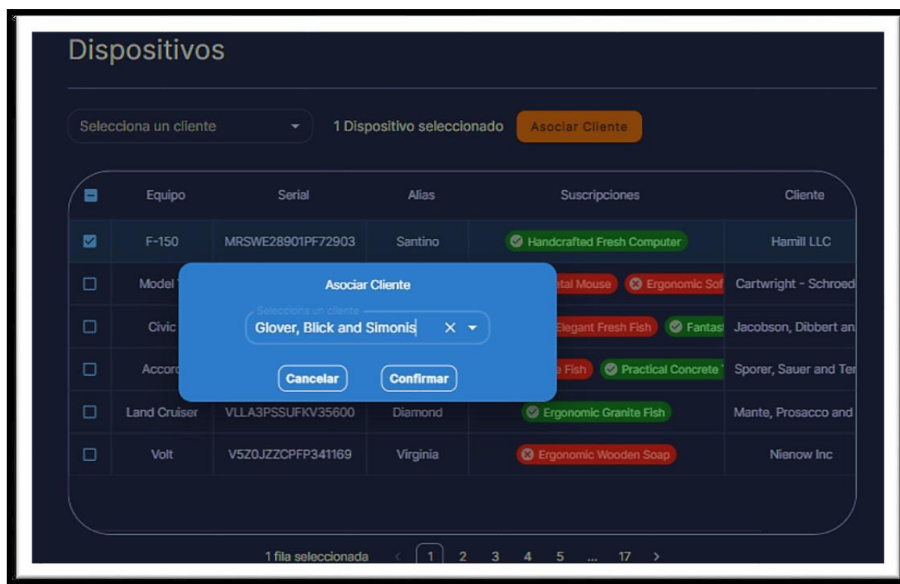 Dispositivos
Selecciona un cliente
1 Dispositivo seleccionado
Asociar Cliente
Equipo Serial Alias Suscripciones Cliente
F-150 MRSWE28901PF72903 Santino Handcrafted Fresh Computer Hamill LLC
Model Mouse Ergonomic Sof Cartwright - Schroed
Civic Elegant Fresh Fish Fantas Jacobson, Dibbert an
Accord Fish Practical Concrete Sporer, Sauer and Ter
Land Cruiser VLLA3PSSUFKV35600 Diamond Ergonomic Granite Fish Mante, Prosacco and
Volt V5Z0JZZCPFP341169 Virginia Ergonomic Wooden Soap Nienow Inc
Asociar Cliente
Selecciona un cliente
Glover, Blick and Simonis
Cancelar Confirmar
1 fila seleccionada < 1 2 3 4 5 ... 17 >